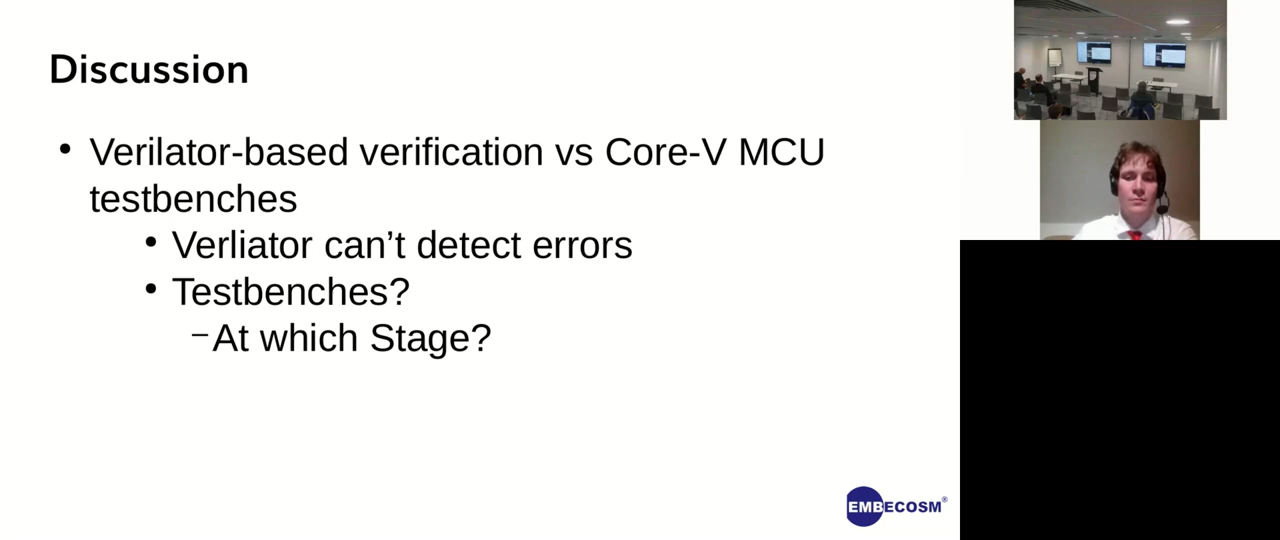 Discussion
• Verilator-based verification vs Core-V MCU
testbenches
• Verliator can't detect errors
• Testbenches?
–At which Stage?
EMBECOSM®